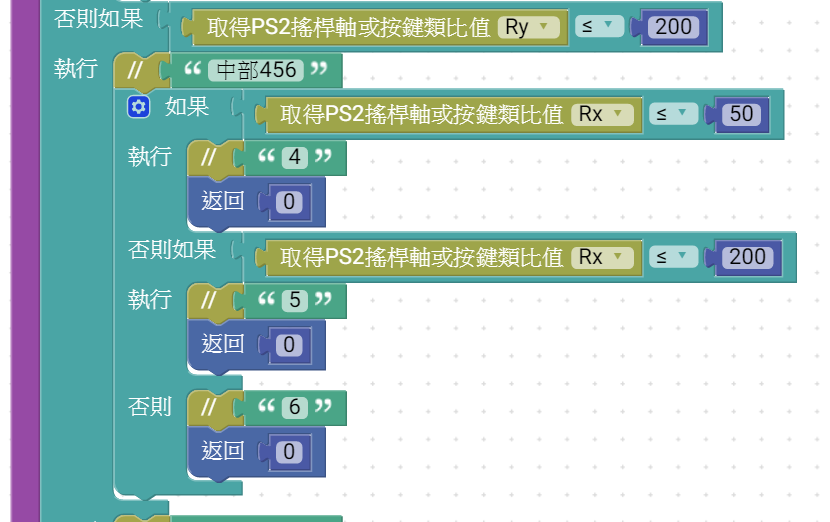 否則如果 取得PS2搖桿軸或按鍵類比值 Ry ≤ 200
執行 // “ 中部456 ”
如果 取得PS2搖桿軸或按鍵類比值 Rx ≤ 50
執行 // “ 4 ”
返回 0
否則如果 取得PS2搖桿軸或按鍵類比值 Rx ≤ 200
執行 // “ 5 ”
返回 0
否則 // “ 6 ”
返回 0